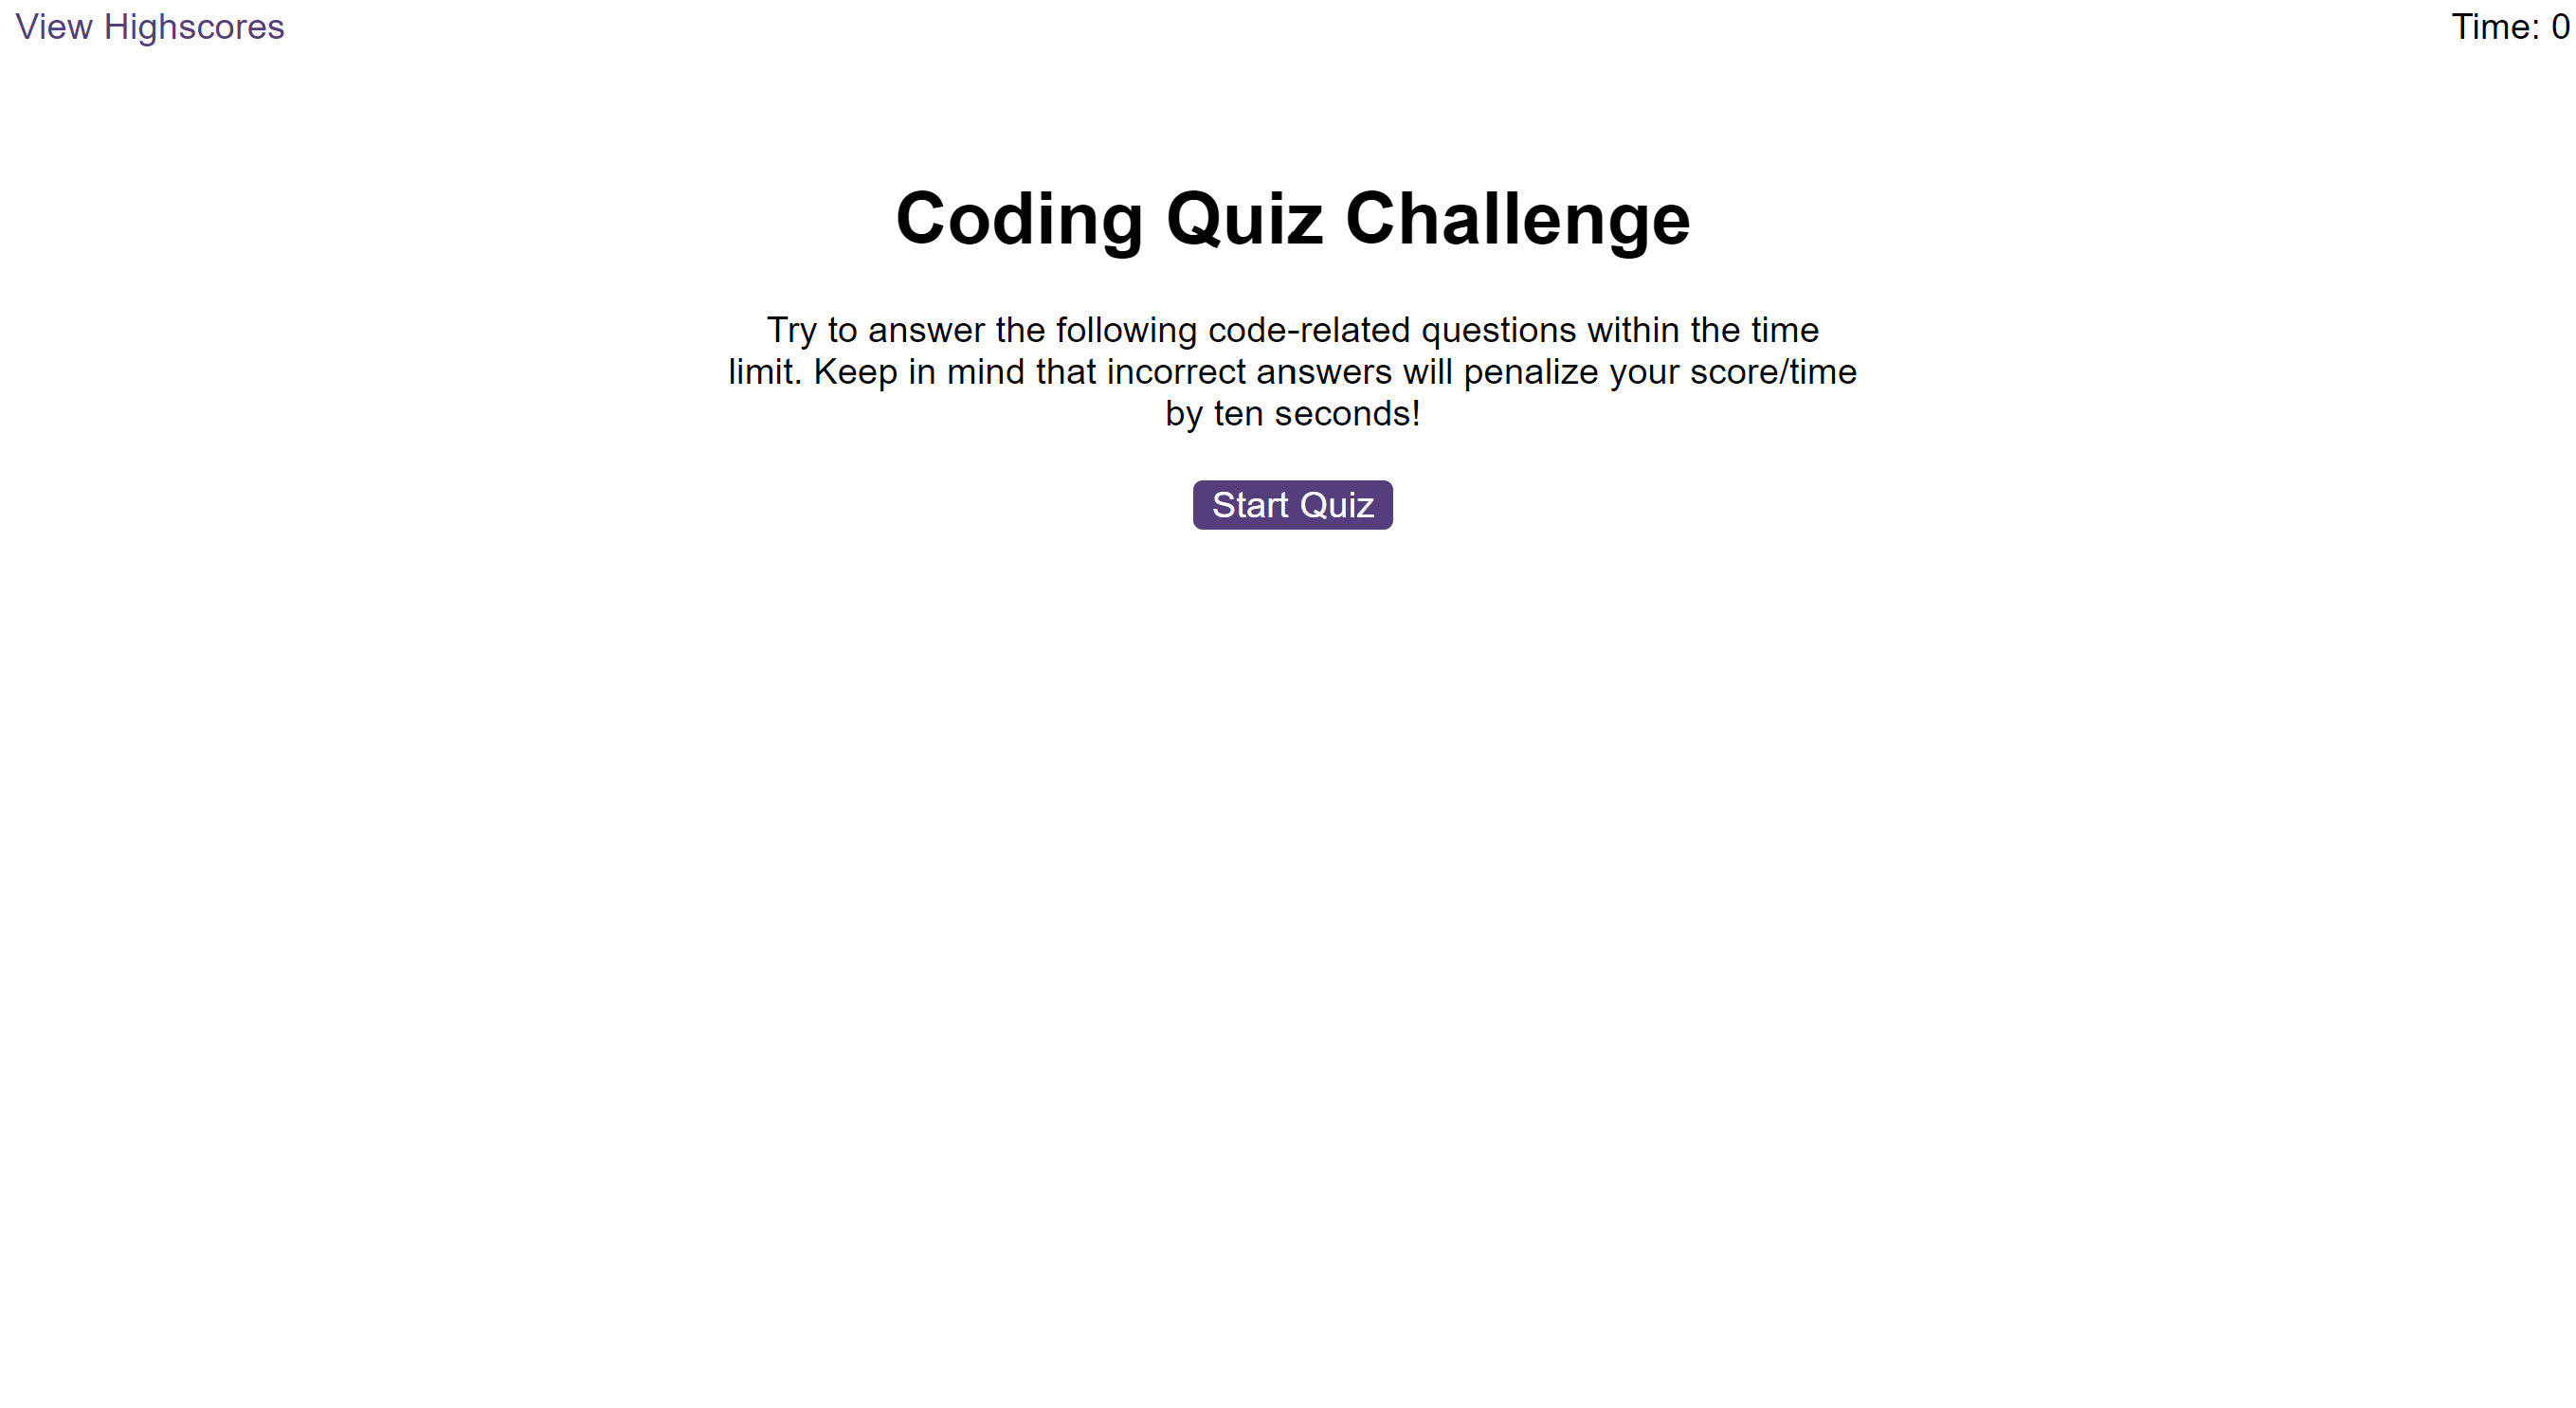 View Highscores
Time: 0
Coding Quiz Challenge
Try to answer the following code-related questions within the time
limit. Keep in mind that incorrect answers will penalize your score/time
by ten seconds!
Start Quiz